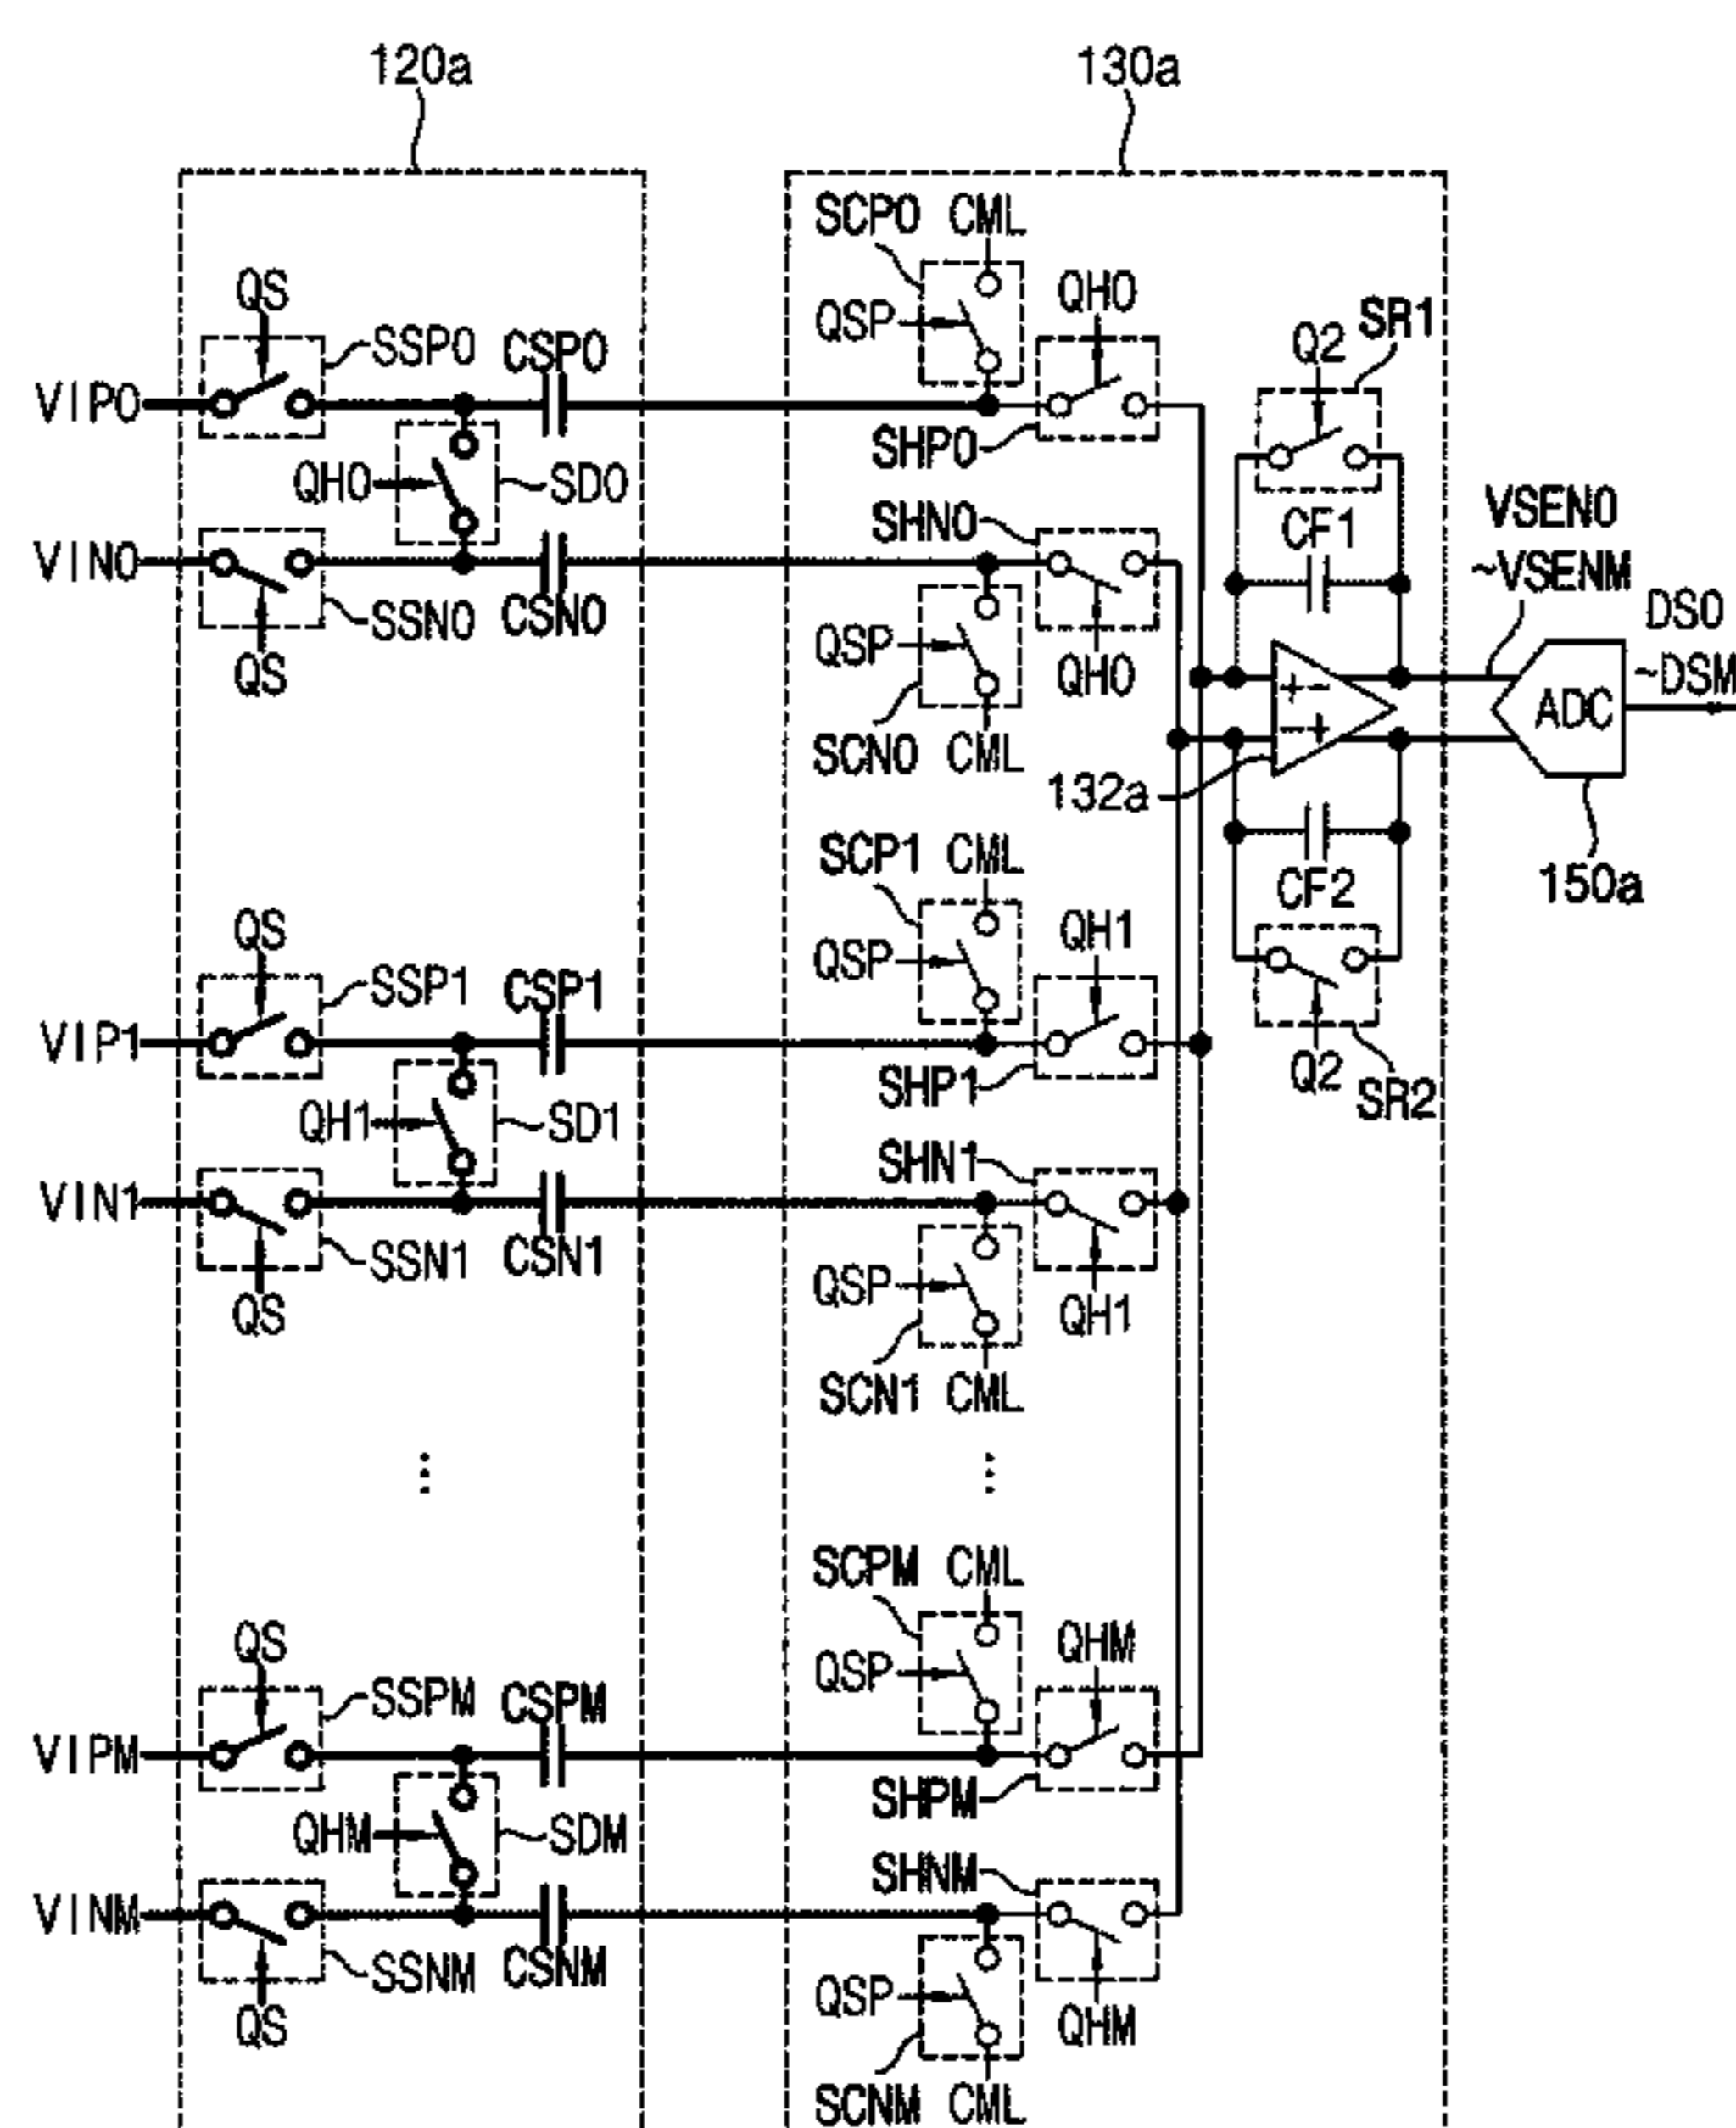 120a
130a
SCP0 CML
QS
QSP
QH0
SSP0
CSP0
Q2
SR1
VIP0
SHP0
QH0
SD0
SHN0
CF1
VSEN0
~VSENM
VIN0
SSN0
CSN0
QSP
QH0
DS0
~DSM
QS
+-
-+
ADC
SCN0 CML
132a
150a
SCP1 CML
CF2
QS
QSP
QH1
SSP1
CSP1
VIP1
SHP1
Q2
SR2
QH1
SD1
SHN1
VIN1
SSN1
CSN1
QSP
QH1
QS
SCN1 CML
SCPM CML
QS
QSP
QHM
SSPM
CSPM
VIPM
SHPM
QHM
SDM
SHNM
VINM
SSNM
CSNM
QSP
QHM
QS
SCNM CML